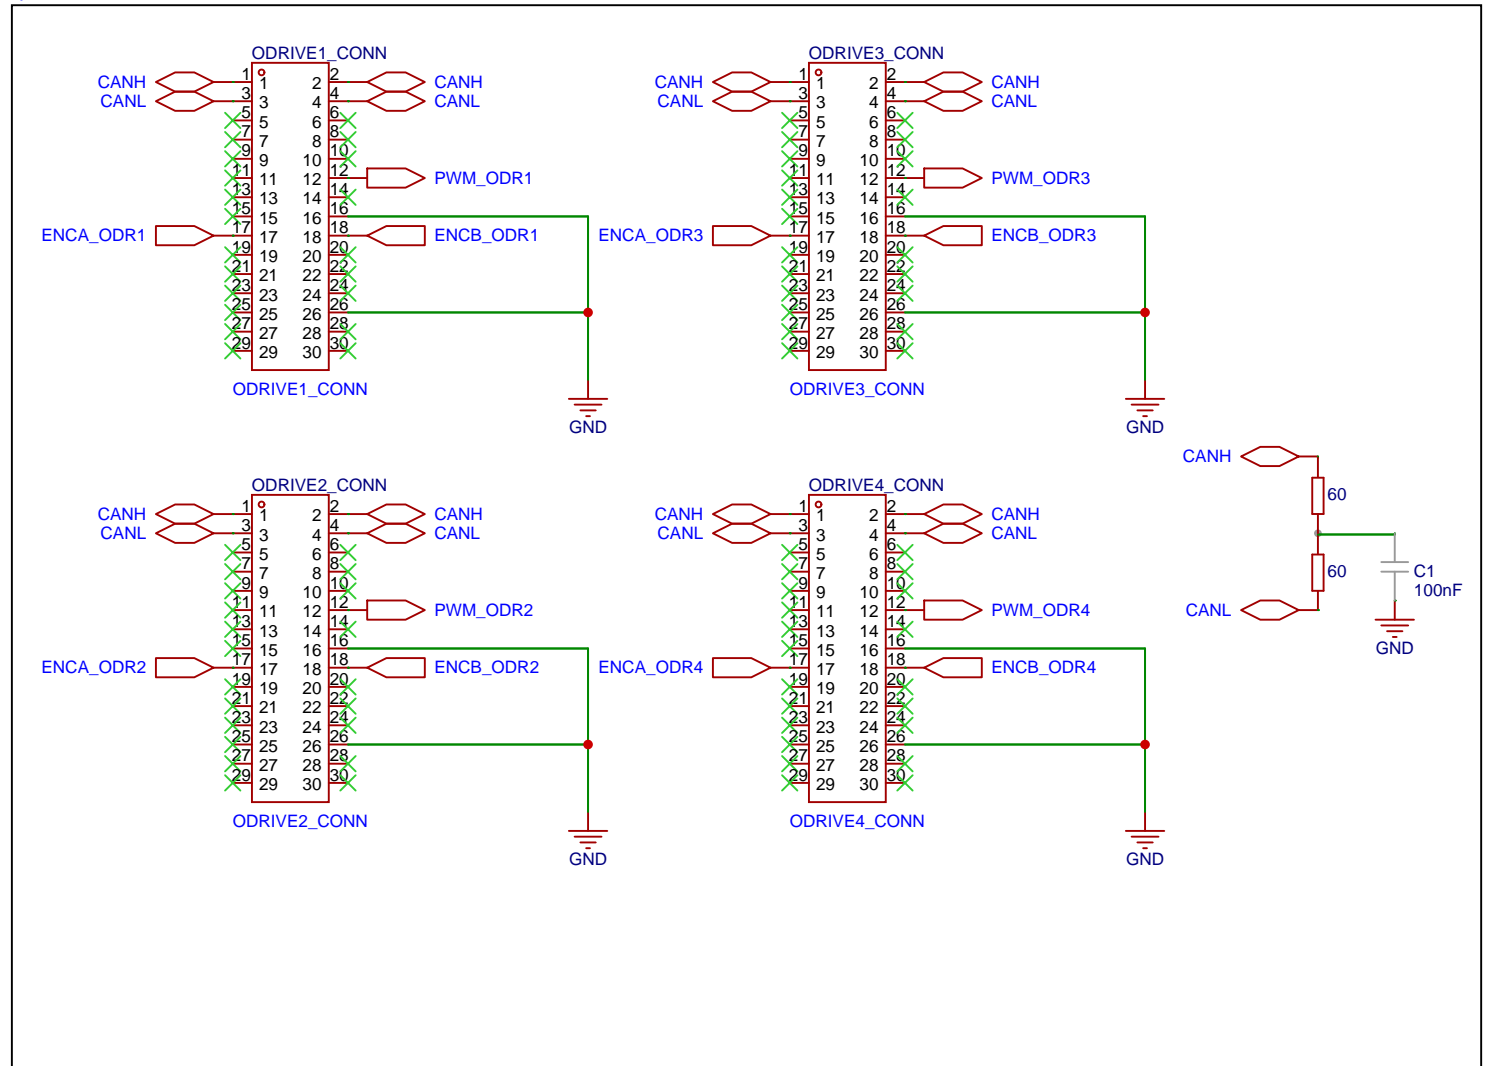 ODRIVE1_CONN
CANH 1 1 2 2 CANH
CANL 3 3 4 4 CANL
5 5 6 6
7 7 8 8
9 9 10 10
11 11 12 12 PWM_ODR1
13 13 14 14
15 15 16 16
ENCA_ODR1 17 17 18 18 ENCB_ODR1
19 19 20 20
21 21 22 22
23 23 24 24
25 25 26 26
27 27 28 28
29 29 30 30
ODRIVE1_CONN
GND
ODRIVE3_CONN
CANH 1 1 2 2 CANH
CANL 3 3 4 4 CANL
5 5 6 6
7 7 8 8
9 9 10 10
11 11 12 12 PWM_ODR3
13 13 14 14
15 15 16 16
ENCA_ODR3 17 17 18 18 ENCB_ODR3
19 19 20 20
21 21 22 22
23 23 24 24
25 25 26 26
27 27 28 28
29 29 30 30
ODRIVE3_CONN
GND
ODRIVE2_CONN
CANH 1 1 2 2 CANH
CANL 3 3 4 4 CANL
5 5 6 6
7 7 8 8
9 9 10 10
11 11 12 12 PWM_ODR2
13 13 14 14
15 15 16 16
ENCA_ODR2 17 17 18 18 ENCB_ODR2
19 19 20 20
21 21 22 22
23 23 24 24
25 25 26 26
27 27 28 28
29 29 30 30
ODRIVE2_CONN
GND
ODRIVE4_CONN
CANH 1 1 2 2 CANH
CANL 3 3 4 4 CANL
5 5 6 6
7 7 8 8
9 9 10 10
11 11 12 12 PWM_ODR4
13 13 14 14
15 15 16 16
ENCA_ODR4 17 17 18 18 ENCB_ODR4
19 19 20 20
21 21 22 22
23 23 24 24
25 25 26 26
27 27 28 28
29 29 30 30
ODRIVE4_CONN
GND
CANH
60
60
C1
100nF
CANL
GND